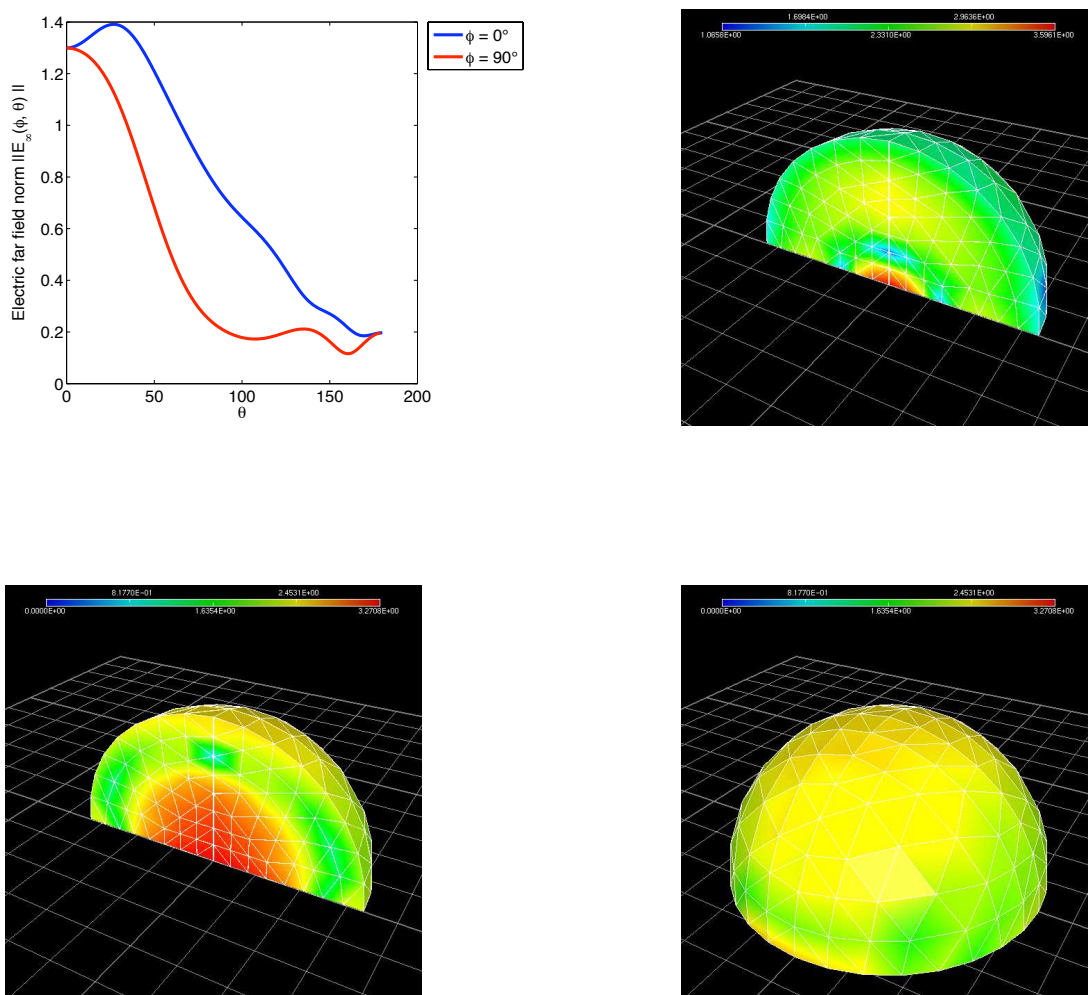 1.4
1.2
1
0.8
0.6
0.4
0.2
0
0 50 100 150 200
θ
Electric far field norm ||E∞(ϕ, θ) ||
ϕ = 0°
ϕ = 90°
1.6984E+00 2.9636E+00
1.0658E+00 2.3310E+00 3.5961E+00
8.1770E-01 2.4531E+00
0.0000E+00 1.6354E+00 3.2708E+00
8.1770E-01 2.4531E+00
0.0000E+00 1.6354E+00 3.2708E+00